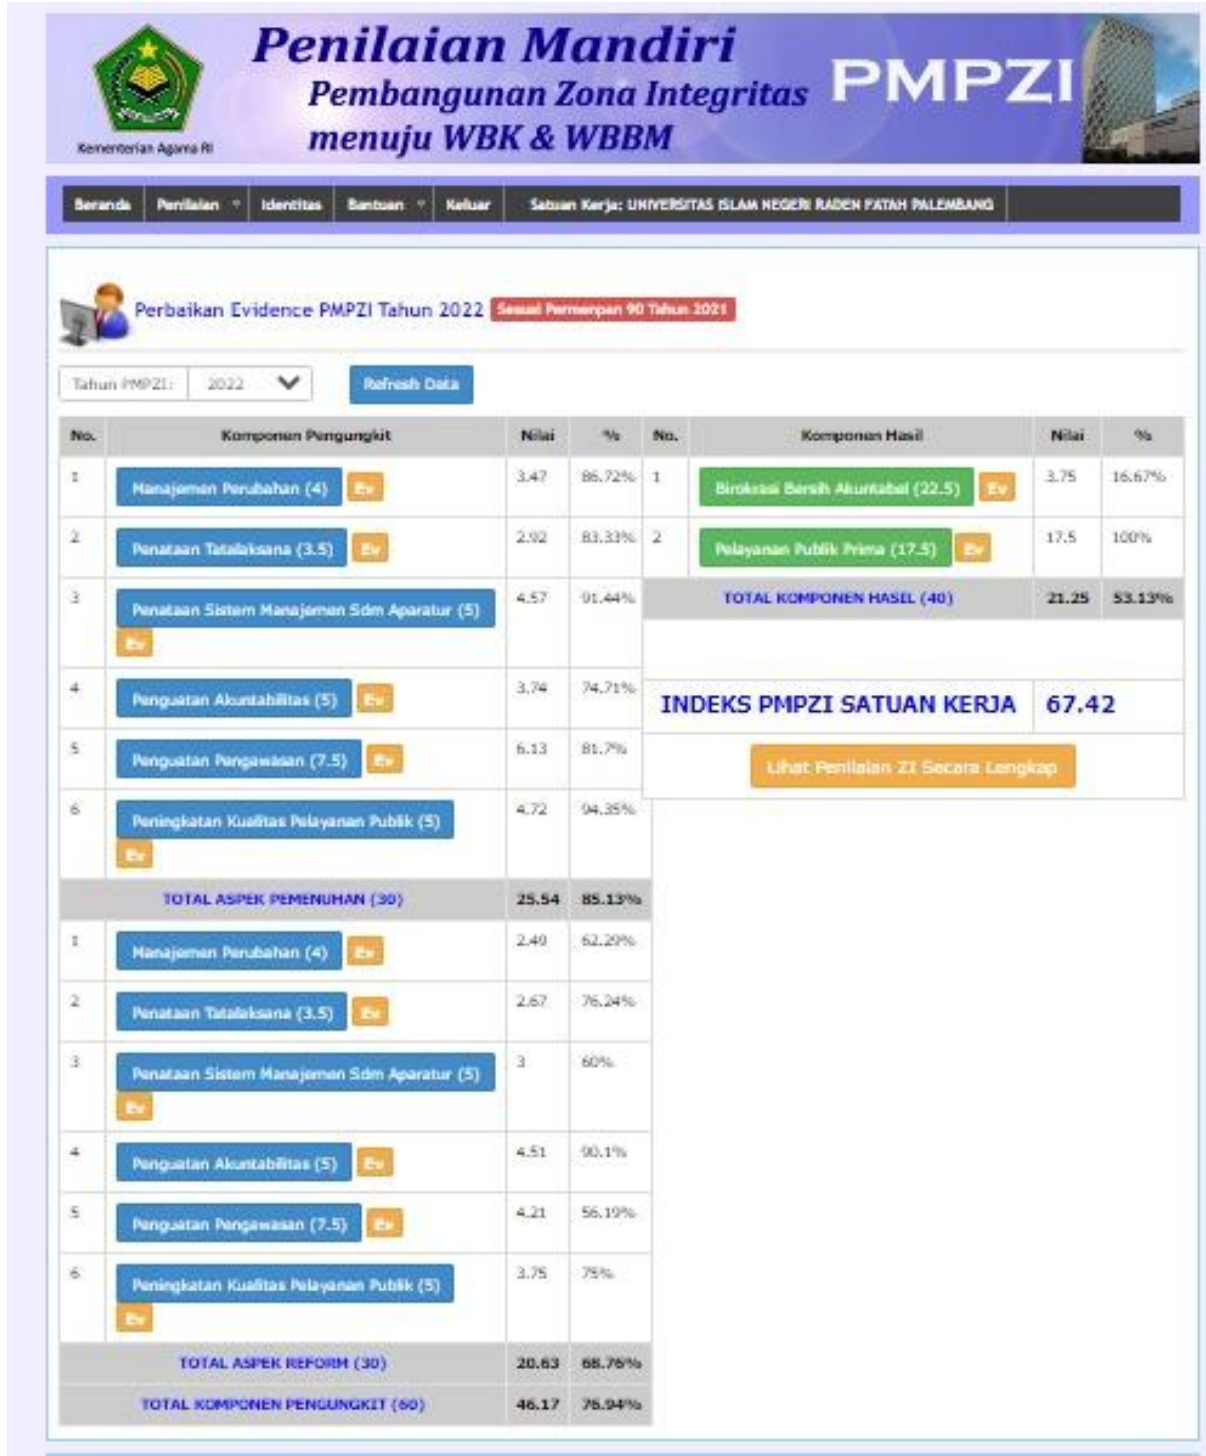 Penilaian Mandiri
Pembangunan Zona Integritas
menuju WBK & WBBM
PMPZI
Kementerian Agama RI
Beranda Penilaian Identitas Bantuan Keluar Satuan Kerja: UNIVERSITAS ISLAM NEGERI RADEN FATAH PALEMBANG
Perbaikan Evidence PMPZI Tahun 2022 Sesuai Permenpan 90 Tahun 2021
Tahun PMPZI: 2022 Refresh Data
No. Komponen Pengungkit Nilai %
1 Manajemen Perubahan (4) Ev 3.47 86.72%
2 Penataan Tatalaksana (3.5) Ev 2.92 83.33%
3 Penataan Sistem Manajemen Sdm Aparatur (5) 4.57 91.44%
Ev
4 Penguatan Akuntabilitas (5) Ev 3.74 74.71%
5 Penguatan Pengawasan (7.5) Ev 6.13 81.7%
6 Peningkatan Kualitas Pelayanan Publik (5) 4.72 94.35%
Ev
TOTAL ASPEK PEMENUHAN (30) 25.54 85.13%
1 Manajemen Perubahan (4) Ev 2.49 62.29%
2 Penataan Tatalaksana (3.5) Ev 2.67 76.24%
3 Penataan Sistem Manajemen Sdm Aparatur (5) 3 60%
Ev
4 Penguatan Akuntabilitas (5) Ev 4.51 90.1%
5 Penguatan Pengawasan (7.5) Ev 4.21 56.19%
6 Peningkatan Kualitas Pelayanan Publik (5) 3.75 75%
Ev
TOTAL ASPEK REFORM (30) 20.63 68.76%
TOTAL KOMPONEN PENGUNGKIT (60) 46.17 76.94%
No. Komponen Hasil Nilai %
1 Birokrasi Bersih Akuntabel (22.5) Ev 3.75 16.67%
2 Pelayanan Publik Prima (17.5) Ev 17.5 100%
TOTAL KOMPONEN HASIL (40) 21.25 53.13%
INDEKS PMPZI SATUAN KERJA 67.42
Lihat Penilaian ZI Secara Lengkap